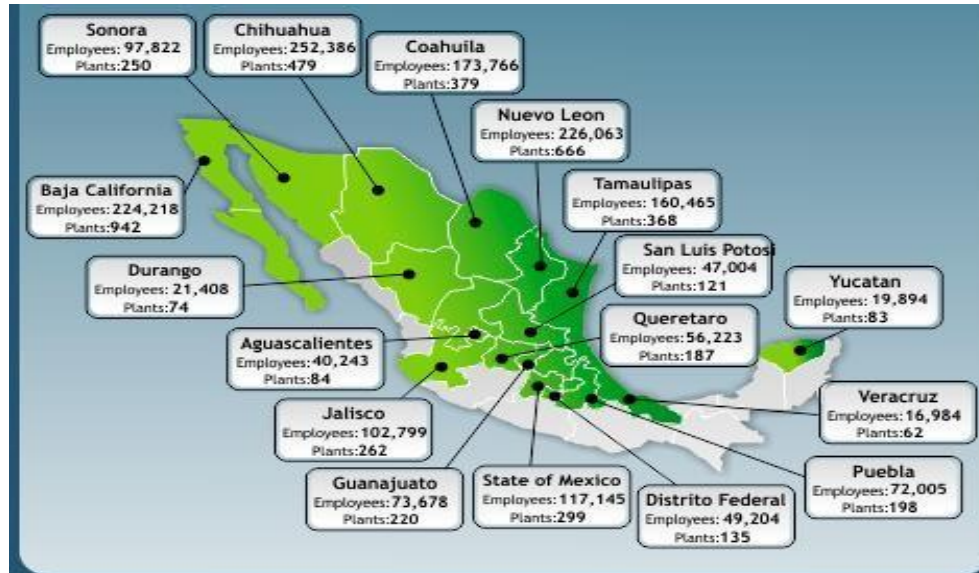 Sonora
Employees: 97,822
Plants:250
Chihuahua
Employees: 252,386
Plants:479
Coahuila
Employees: 173,766
Plants:379
Nuevo Leon
Employees: 226,063
Plants:666
Baja California
Employees: 224,218
Plants:942
Tamaulipas
Employees: 160,465
Plants:368
San Luis Potosi
Employees: 47,004
Plants:121
Durango
Employees: 21,408
Plants:74
Yucatan
Employees: 19,894
Plants:83
Queretaro
Employees: 56,223
Plants:187
Aguascalientes
Employees: 40,243
Plants:84
Jalisco
Employees: 102,799
Plants:262
Veracruz
Employees: 16,984
Plants:62
Guanajuato
Employees: 73,678
Plants:220
State of Mexico
Employees: 117,145
Plants:299
Distrito Federal
Employees: 49,204
Plants:135
Puebla
Employees: 72,005
Plants:198